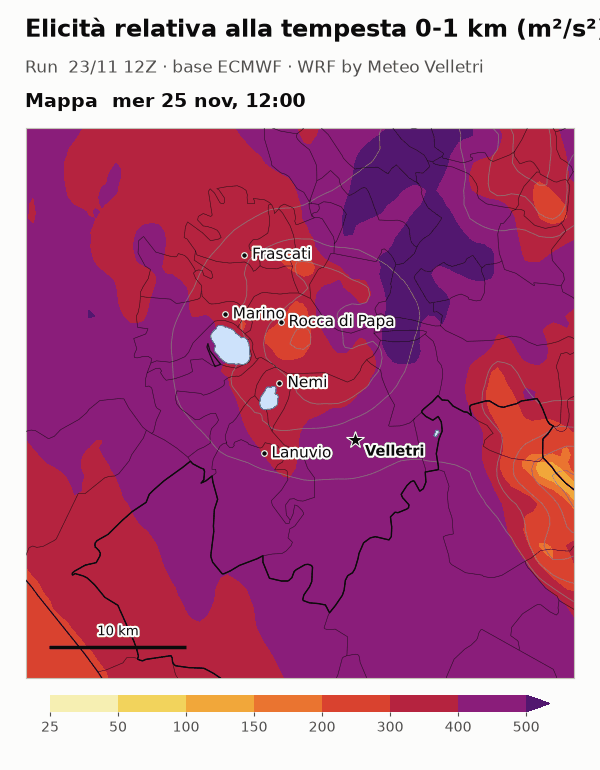 Elicità relativa alla tempesta 0-1 km (m²/s²)
Run 23/11 12Z · base ECMWF · WRF by Meteo Velletri
Mappa mer 25 nov, 12:00
Frascati
Marino
Rocca di Papa
Nemi
Velletri
Lanuvio
10 km
25 50 100 150 200 300 400 500